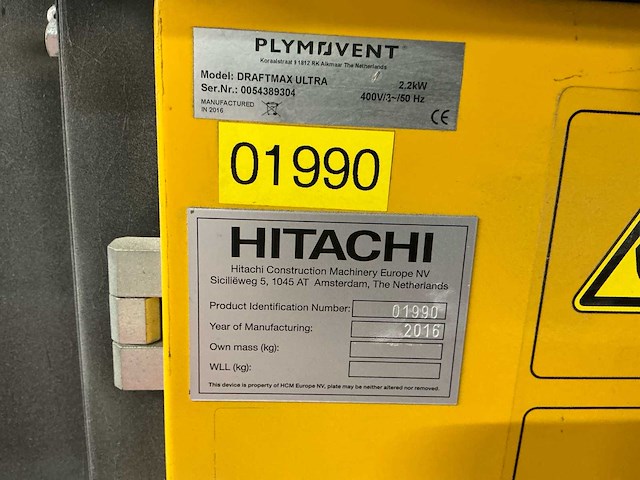 PLYMOVENT
Koraalstraat 9 1812 RK Alkmaar The Netherlands
Model: DRAFTMAX ULTRA
2.2kW
Ser.Nr.: 0054389304
400V/3~/50 Hz
MANUFACTURED
IN 2016
CE
01990
HITACHI
Hitachi Construction Machinery Europe NV
Siciliëweg 5, 1045 AT Amsterdam, The Netherlands
Product Identification Number: 01990
Year of Manufacturing: 2016
Own mass (kg):
WLL (kg):
This device is property of HCM Europe NV, plate may be neither altered nor removed.